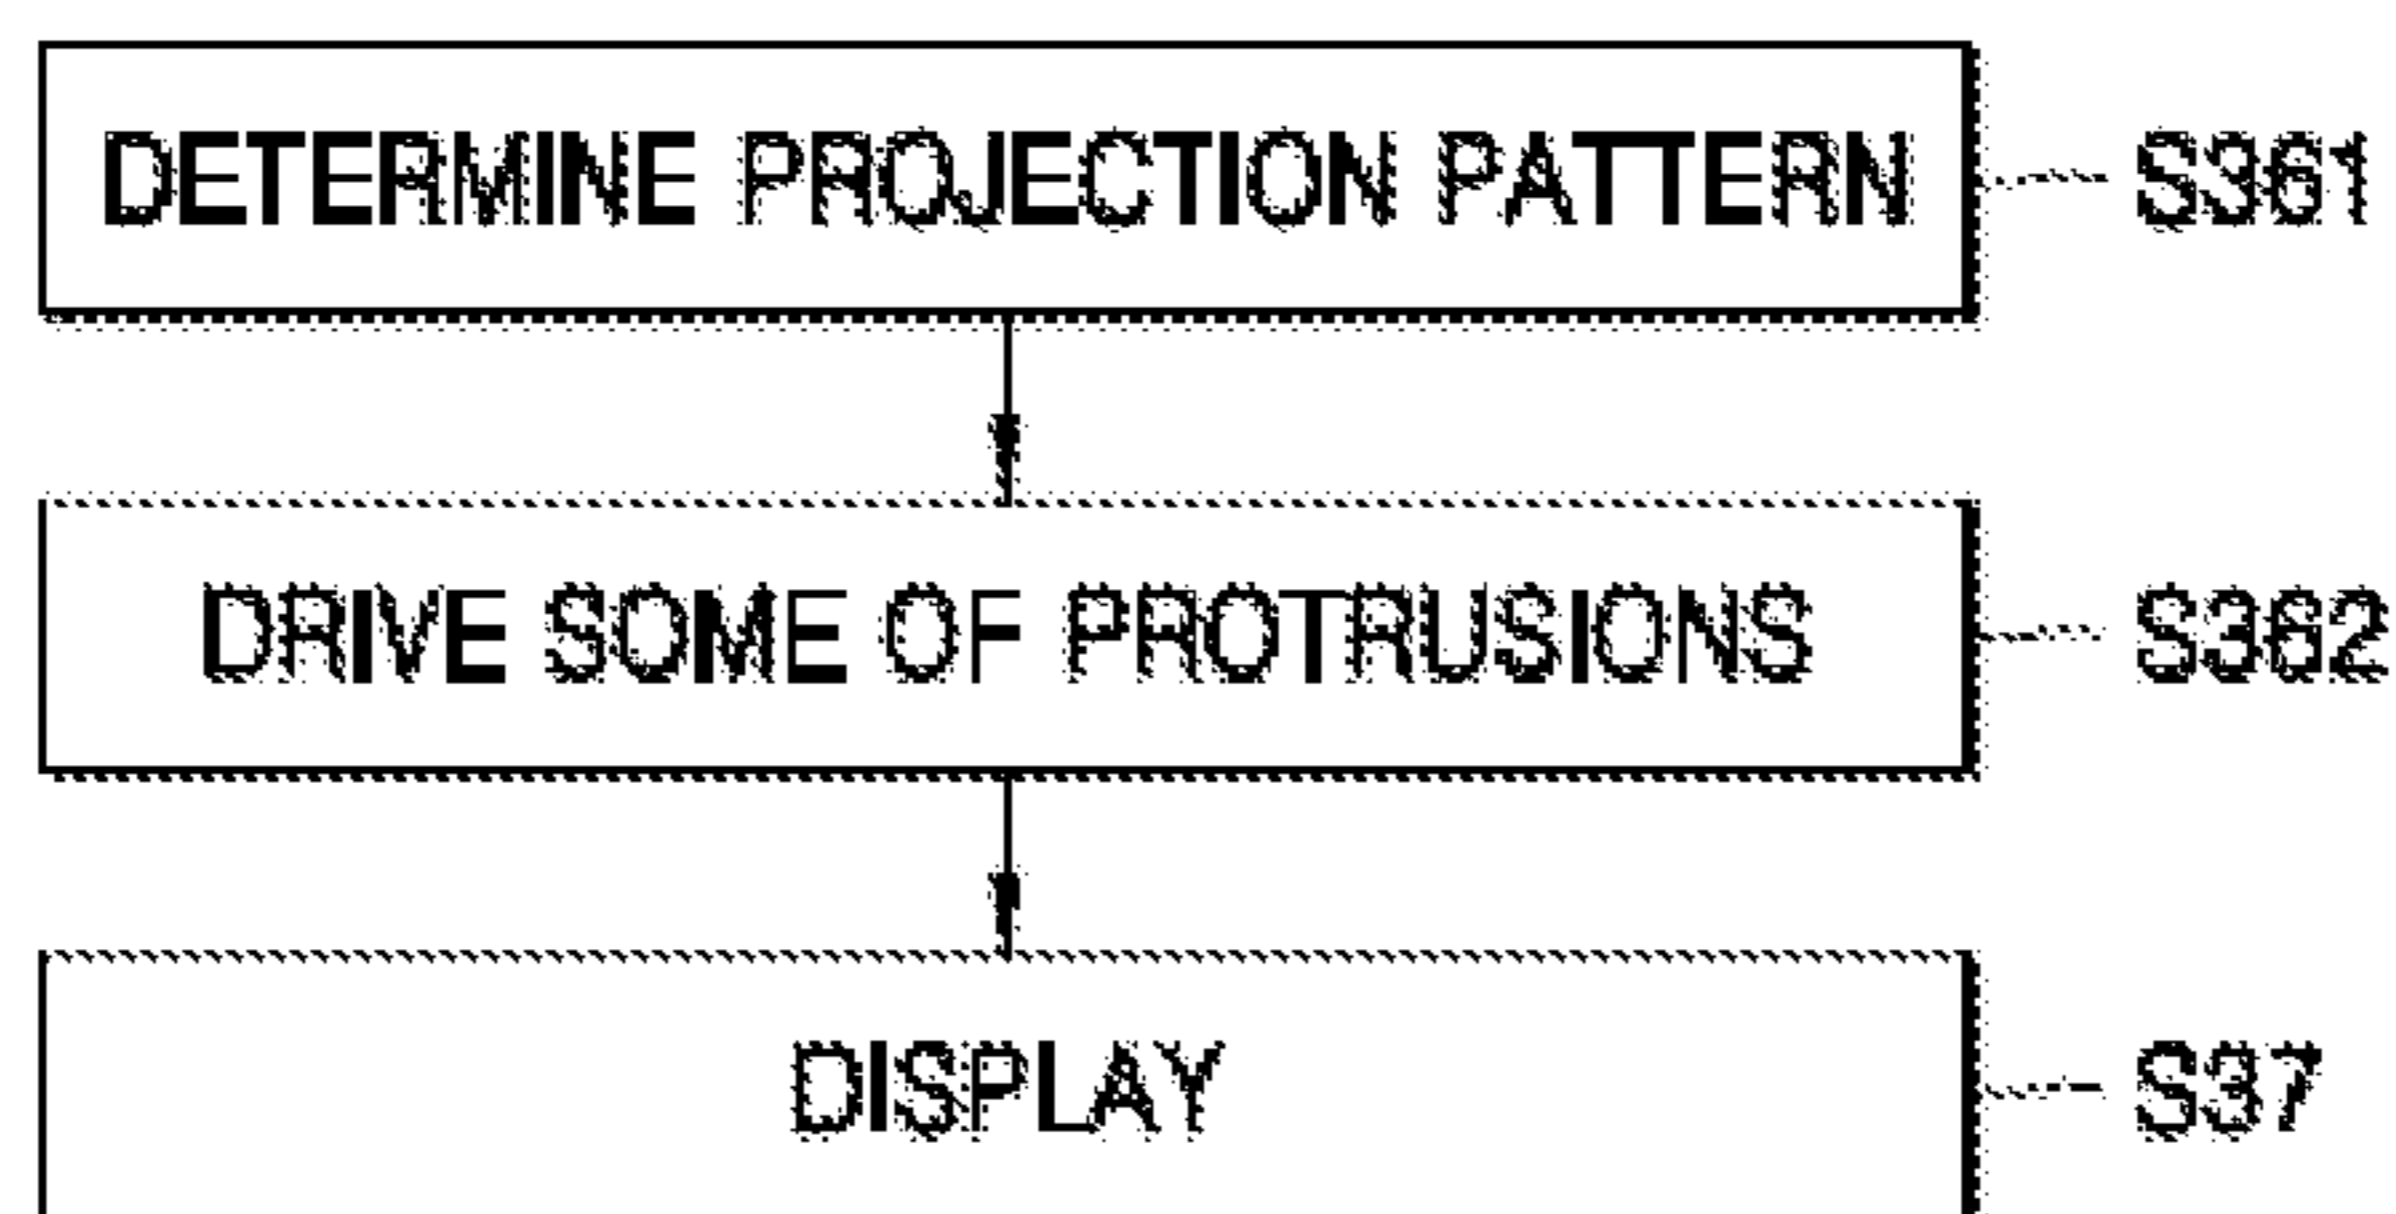 DETERMINE PROJECTION PATTERN S361
DRIVE SOME OF PROTRUSIONS S362
DISPLAY S37